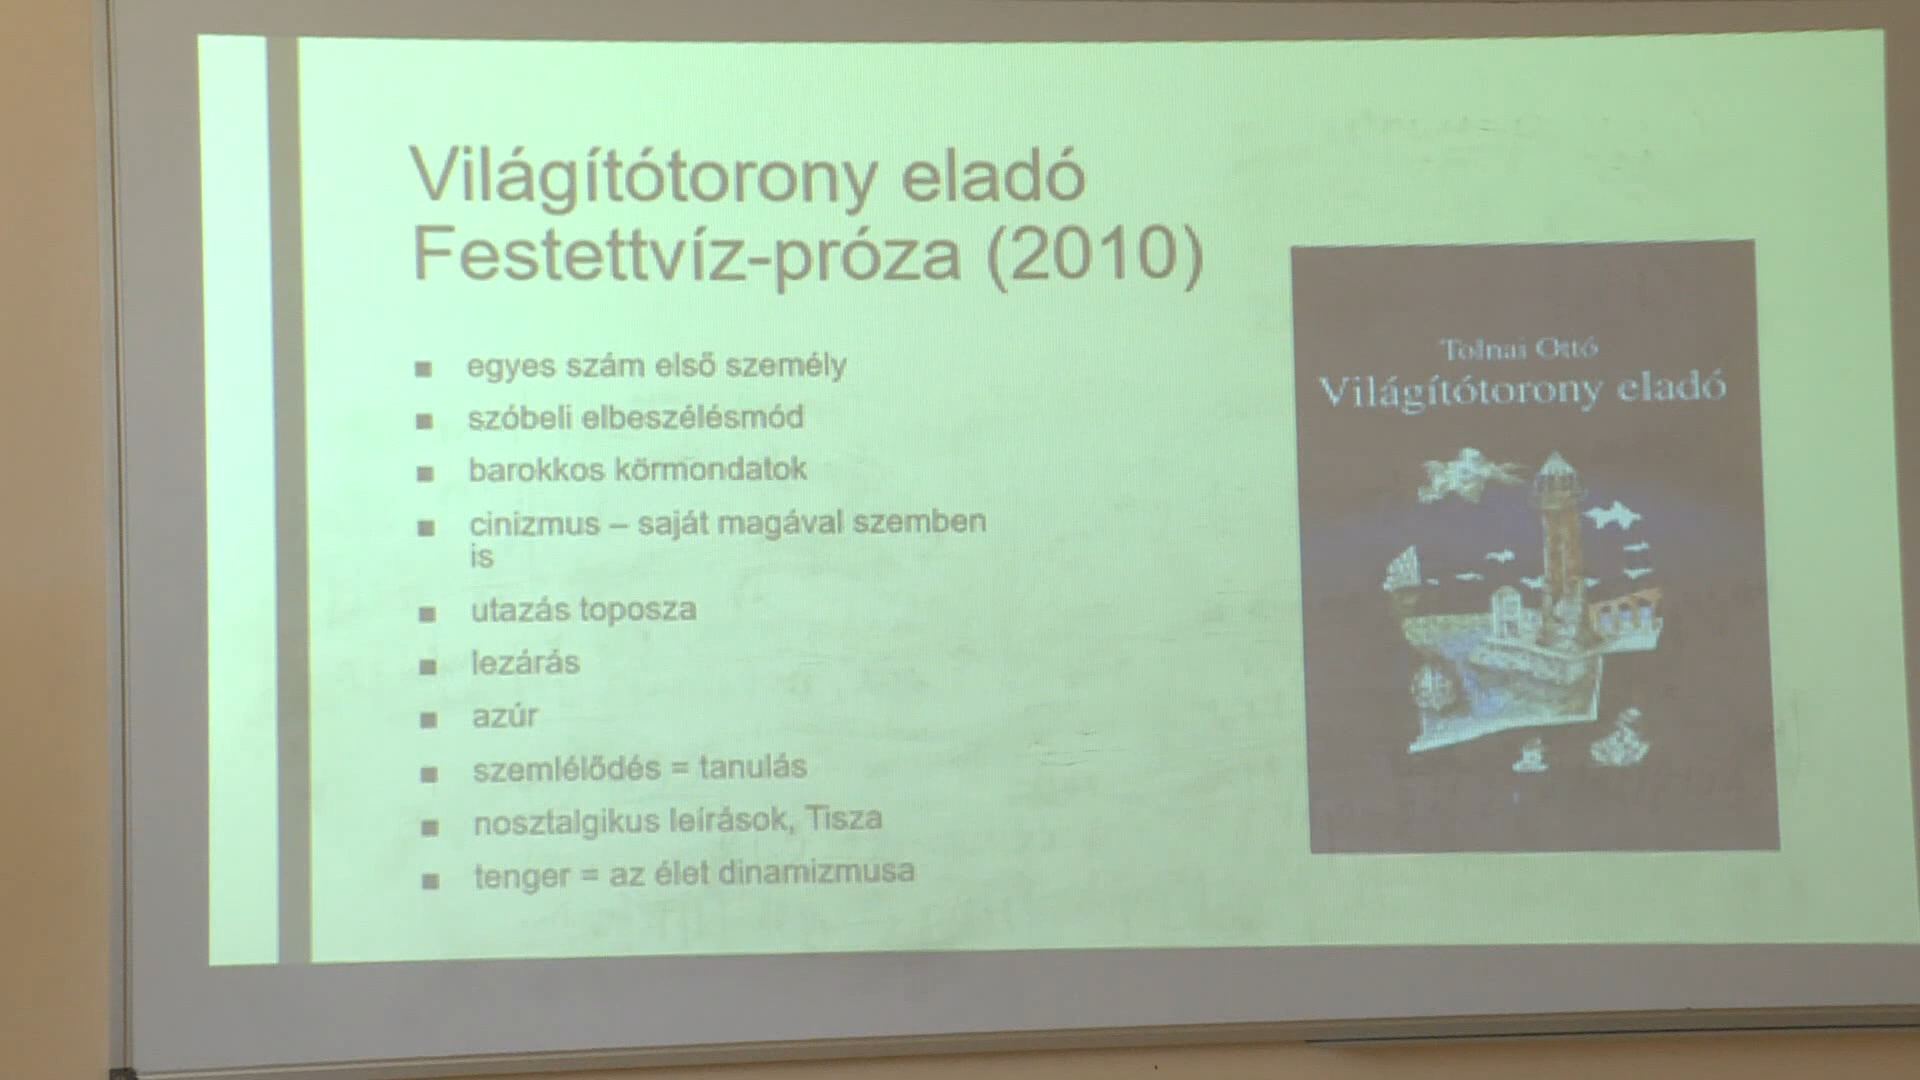 Világítótorony eladó
Festettvíz-próza (2010)
■ egyes szám első személy
■ szóbeli elbeszélésmód
■ barokkos körmondatok
■ cinizmus – saját magával szemben
is
■ utazás toposza
■ lezárás
■ azúr
■ szemlélődés = tanulás
■ nosztalgikus leírások, Tisza
■ tenger = az élet dinamizmusa
Tolnai Ottó
Világítótorony eladó